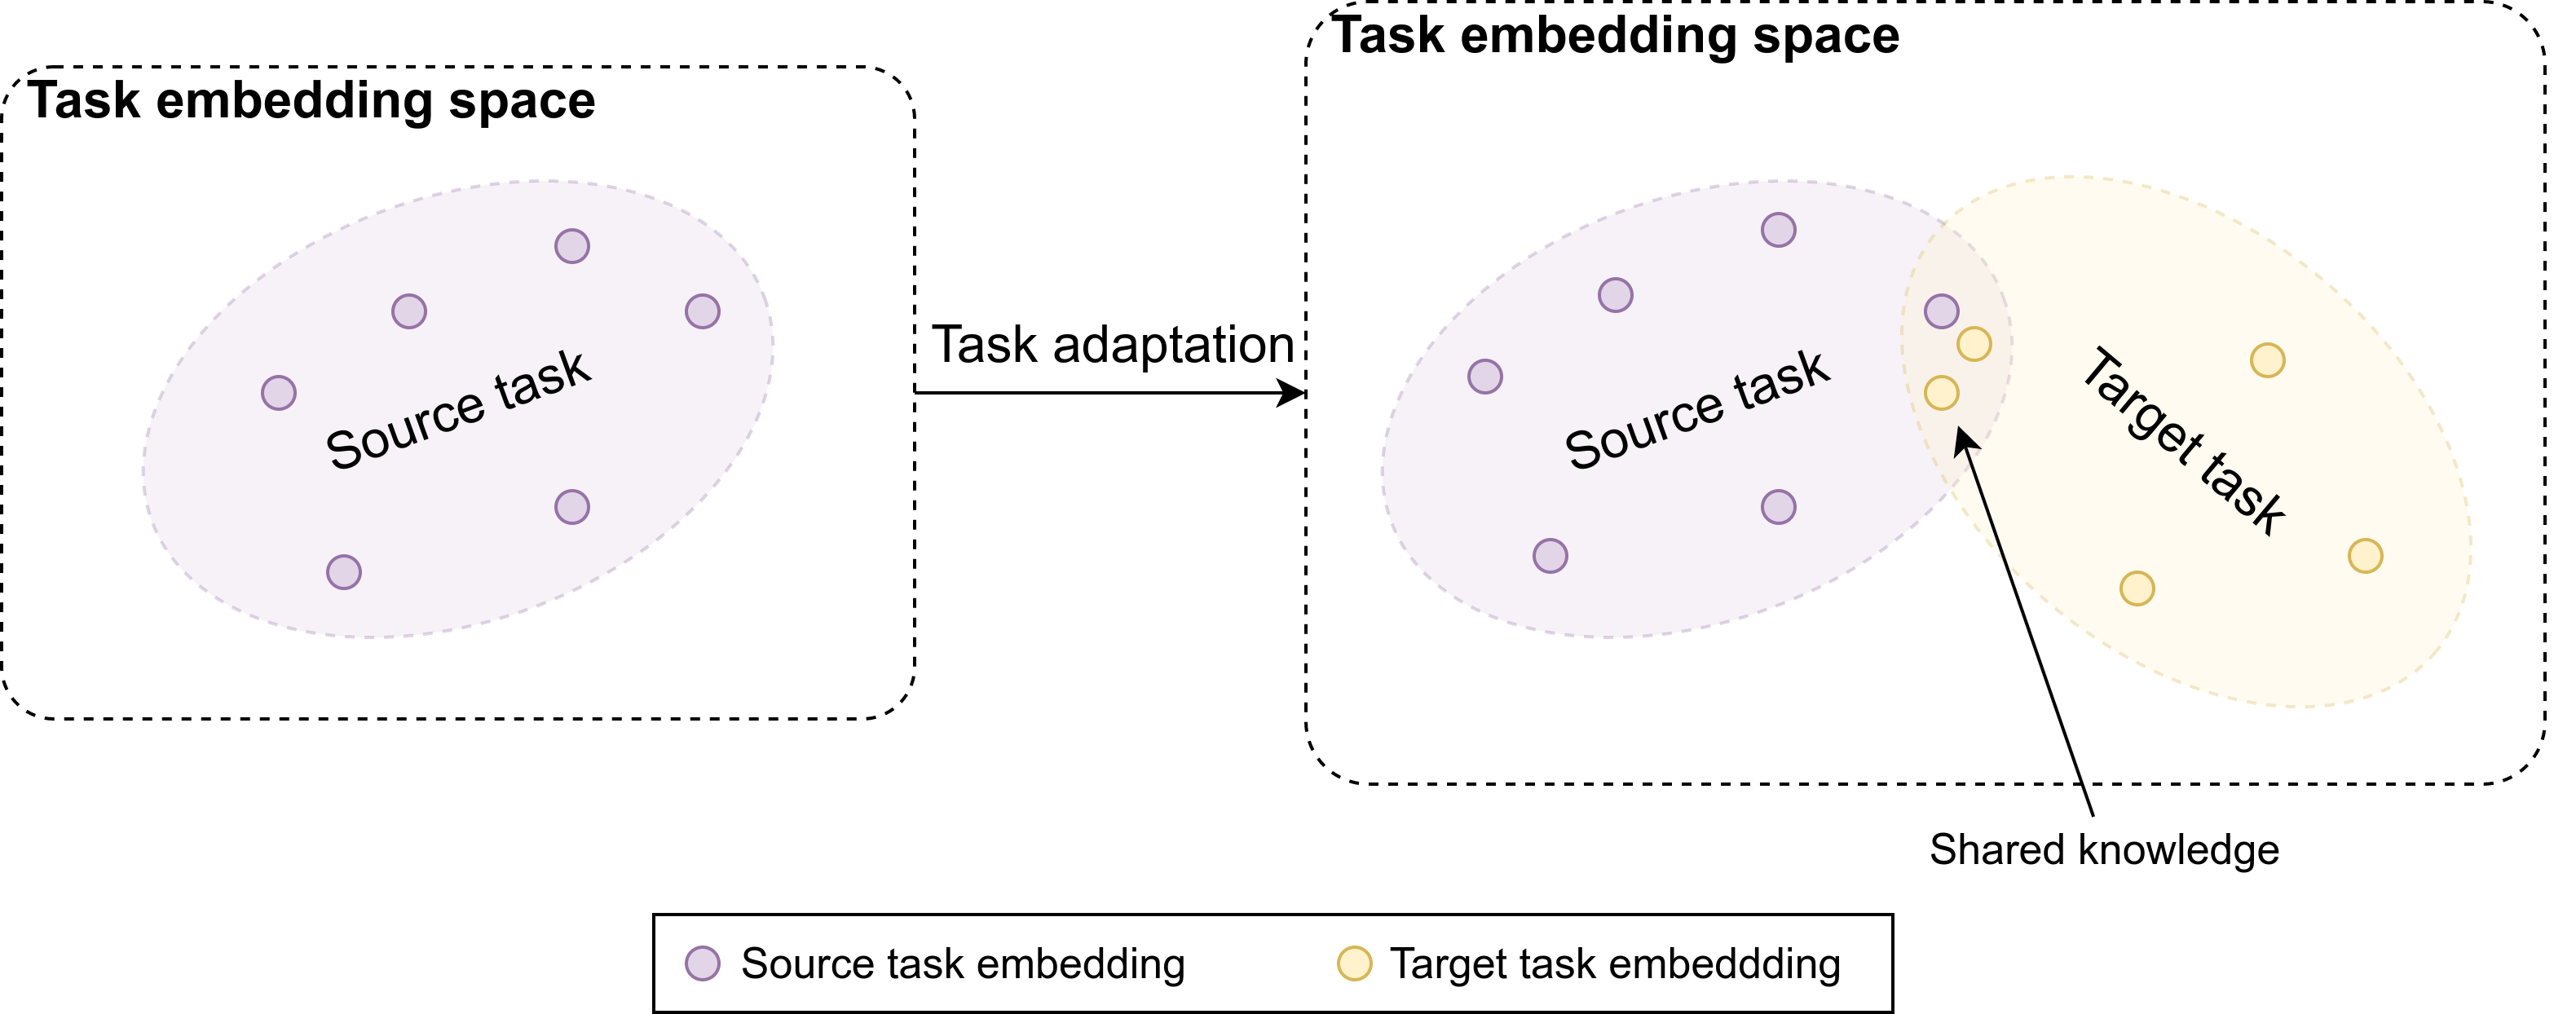 Task embedding space
Source task
Task adaptation
Task embedding space
Source task
Target task
Shared knowledge
Source task embedding
Target task embeddding